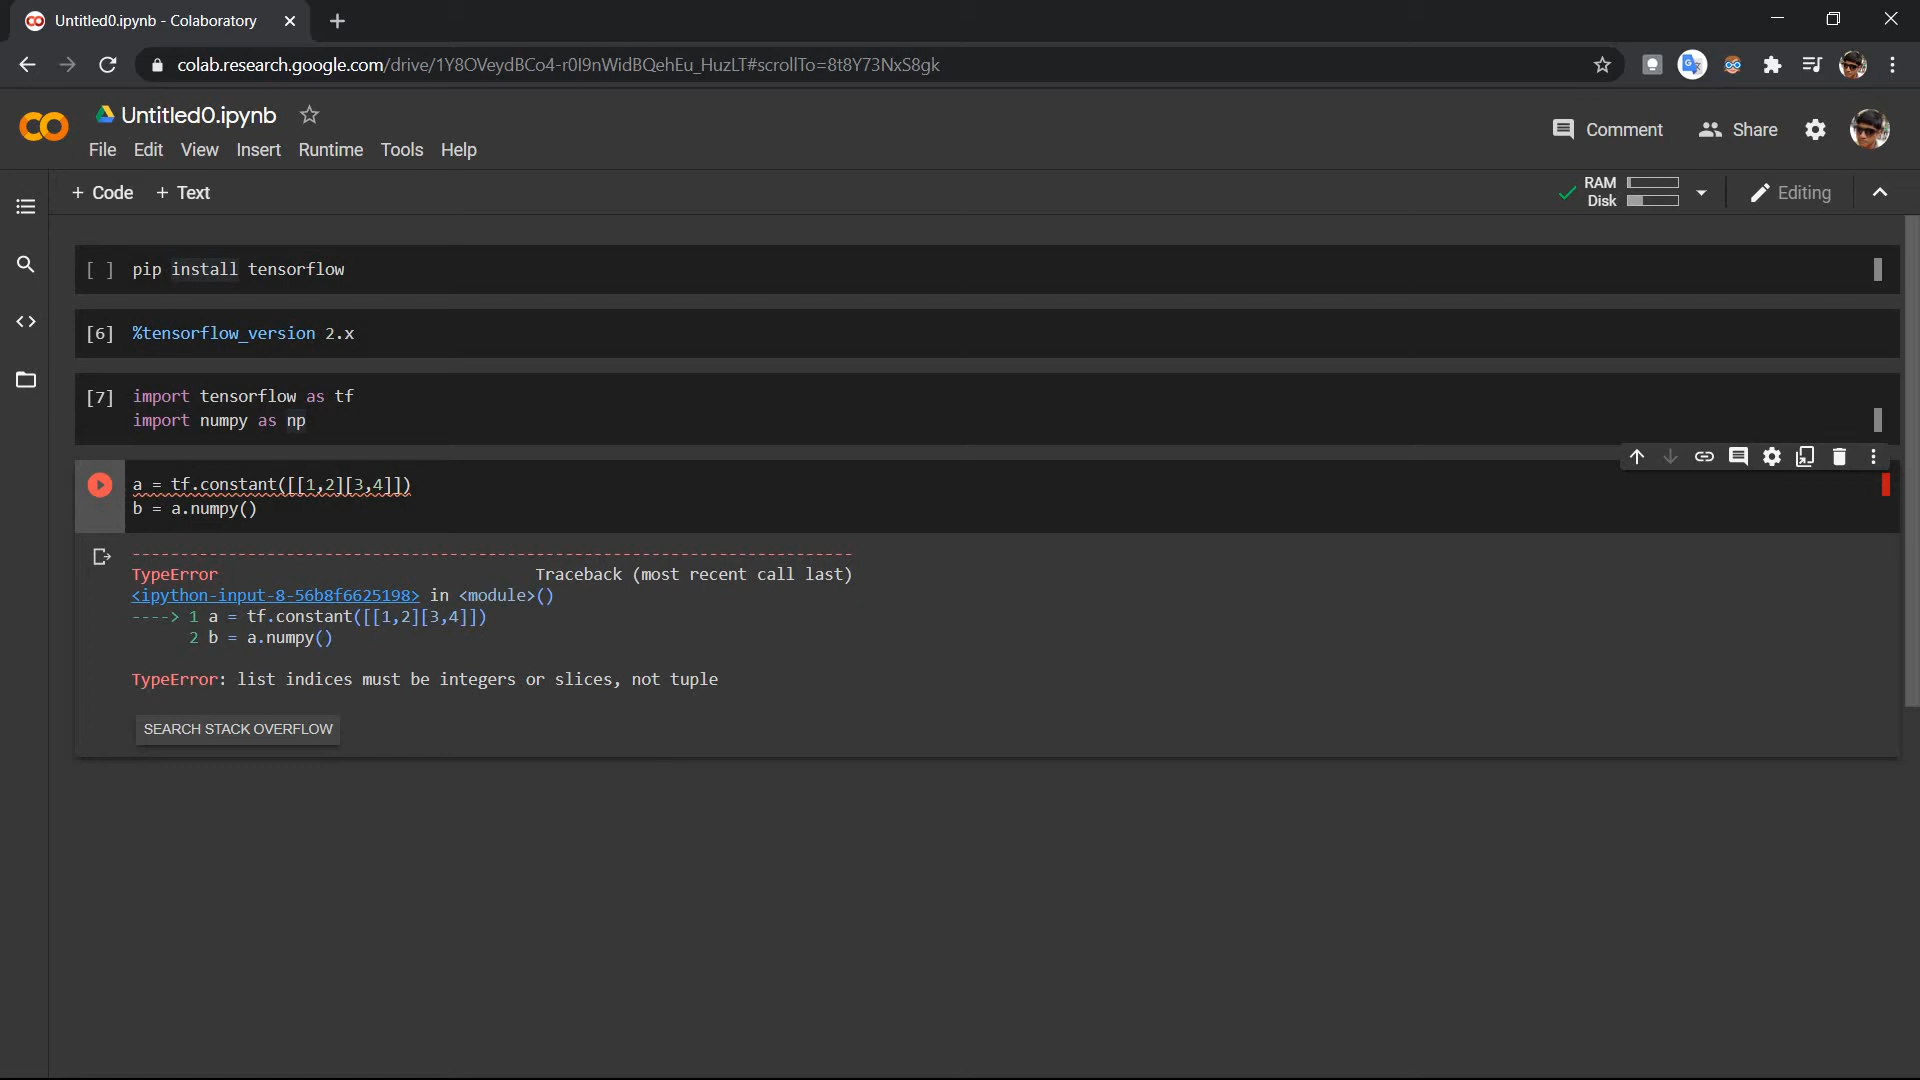 Untitled0.ipynb - Colaboratory
colab.research.google.com/drive/1Y8OVeydBCo4-r0I9nWidBQehEu_HuzLT#scrollTo=8t8Y73NxS8gk
Untitled0.ipynb
Comment
Share
File Edit View Insert Runtime Tools Help
+ Code + Text
RAM
Disk
Editing
[ ] pip install tensorflow
[6] %tensorflow_version 2.x
[7] import tensorflow as tf
import numpy as np
a = tf.constant([[1,2][3,4]])
b = a.numpy()
---------------------------------------------------------------------------
TypeError Traceback (most recent call last)
<ipython-input-8-56b8f6625198> in <module>()
----> 1 a = tf.constant([[1,2][3,4]])
2 b = a.numpy()
TypeError: list indices must be integers or slices, not tuple
SEARCH STACK OVERFLOW